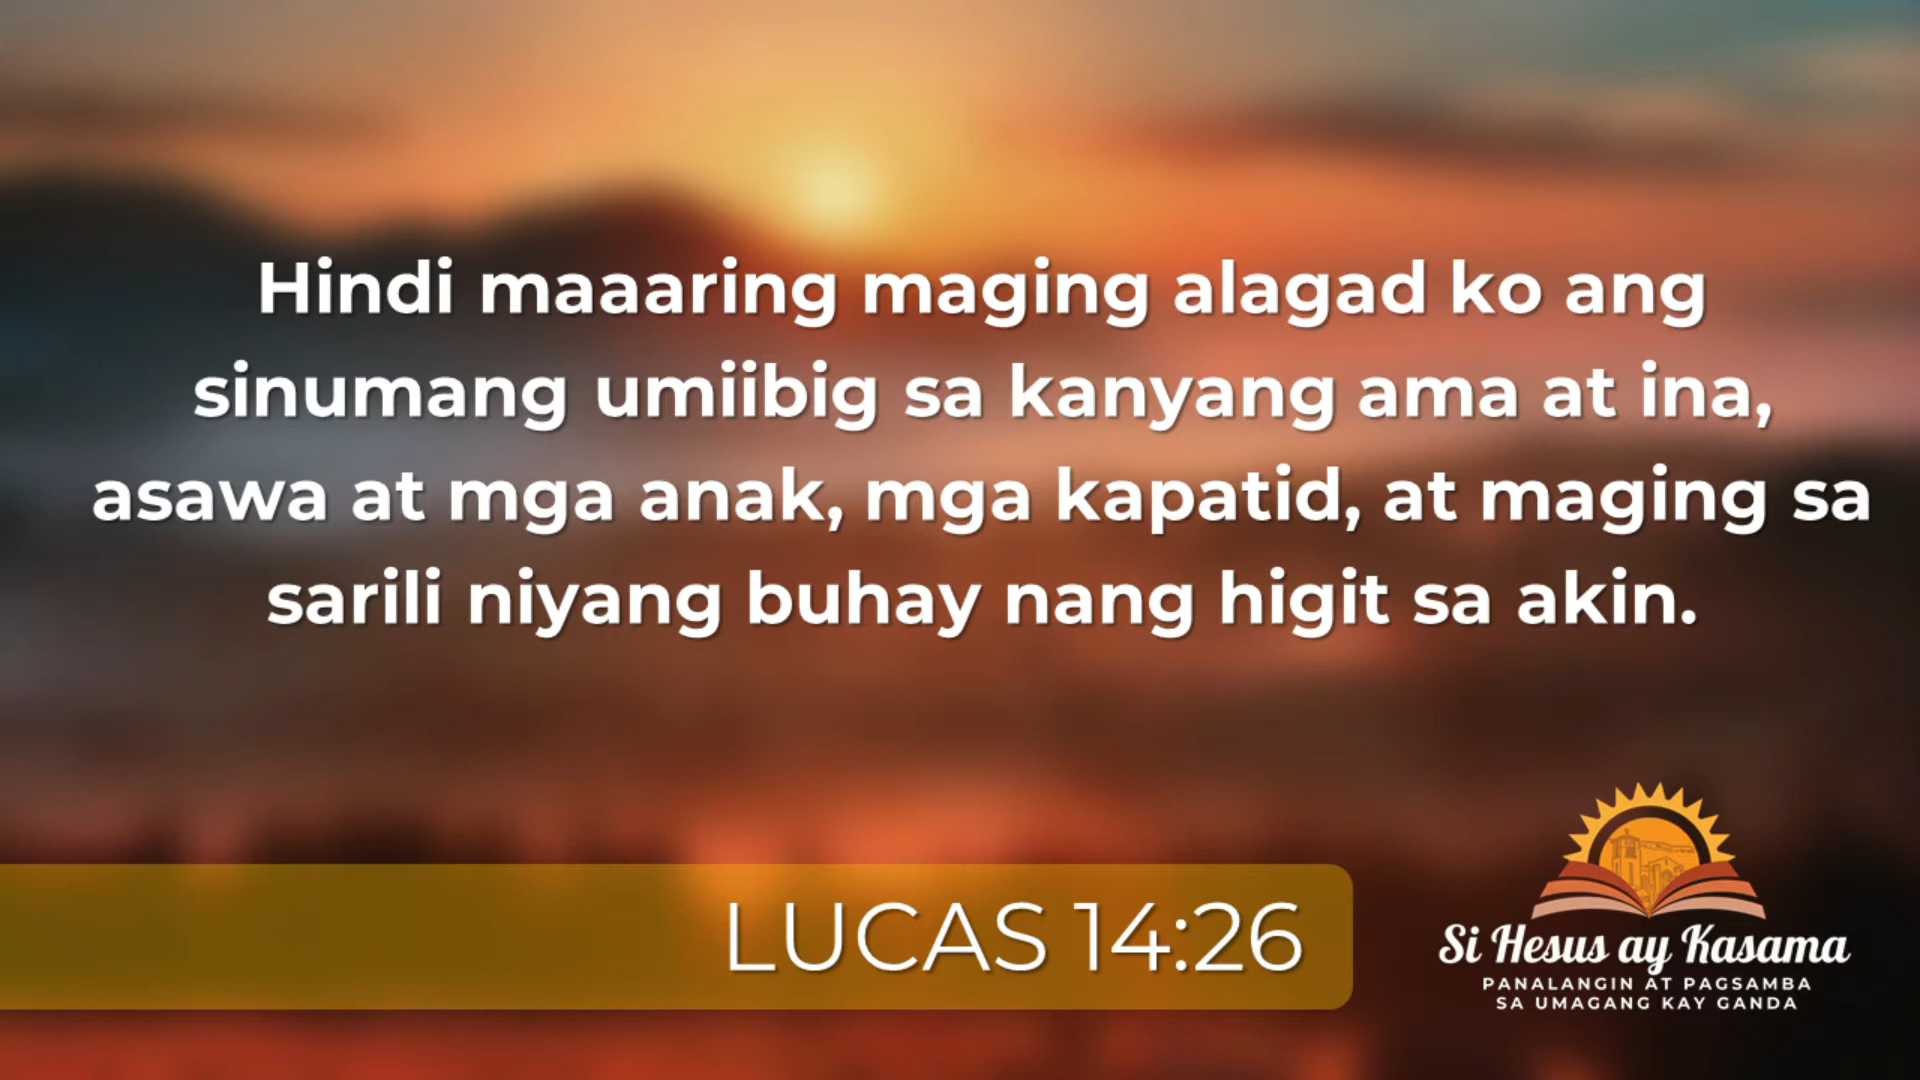 Hindi maaaring maging alagad ko ang
sinumang umiibig sa kanyang ama at ina,
asawa at mga anak, mga kapatid, at maging sa
sarili niyang buhay nang higit sa akin.
LUCAS 14:26
Si Hesus ay Kasama
PANALANGIN AT PAGSAMBA
SA UMAGANG KAY GANDA